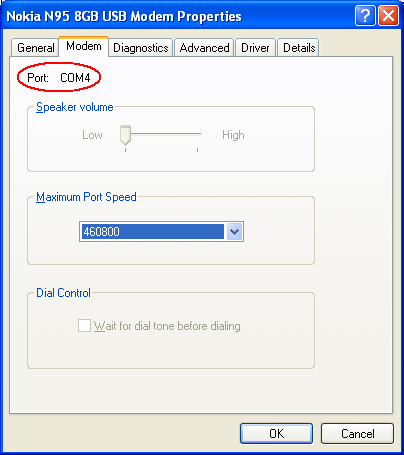 Nokia N95 8GB USB Modem Properties
General Modem Diagnostics Advanced Driver Details
Port: COM4
Speaker volume
Low High
Maximum Port Speed
460800
Dial Control
Wait for dial tone before dialing
OK Cancel